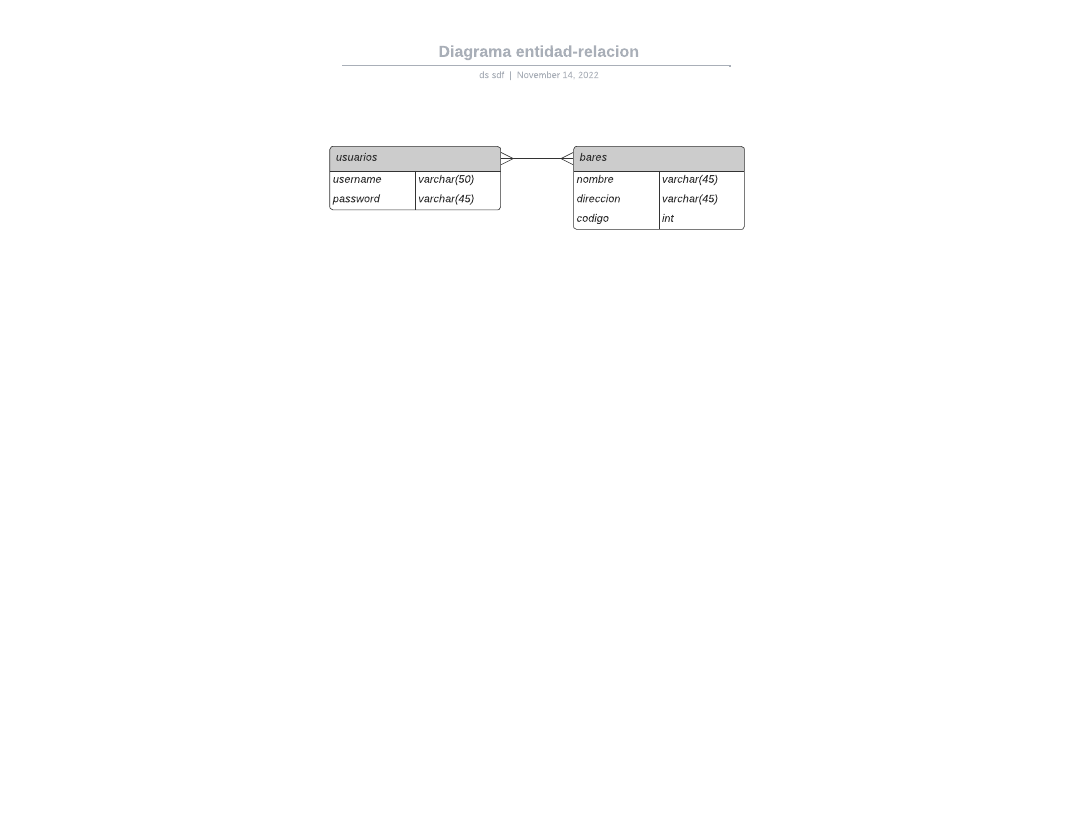 Diagrama entidad-relacion
ds sdf | November 14, 2022
usuarios
username varchar(50)
password varchar(45)
bares
nombre varchar(45)
direccion varchar(45)
codigo int